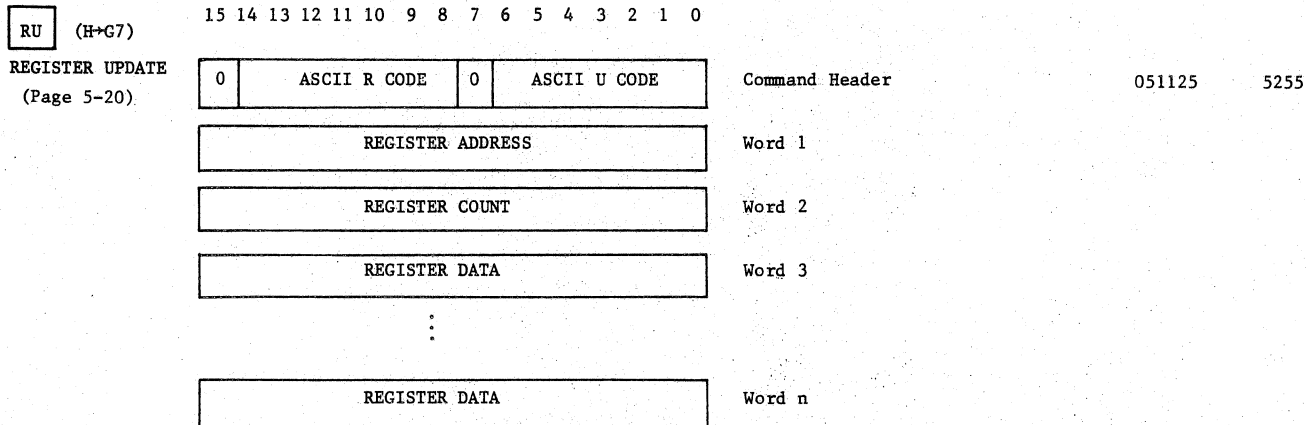 15 14 13 12 11 10 9 8 7 6 5 4 3 2 1 0
RU (H→G7)
REGISTER UPDATE
(Page 5-20)
0 ASCII R CODE 0 ASCII U CODE Command Header 051125 5255
REGISTER ADDRESS Word 1
REGISTER COUNT Word 2
REGISTER DATA Word 3
REGISTER DATA Word n